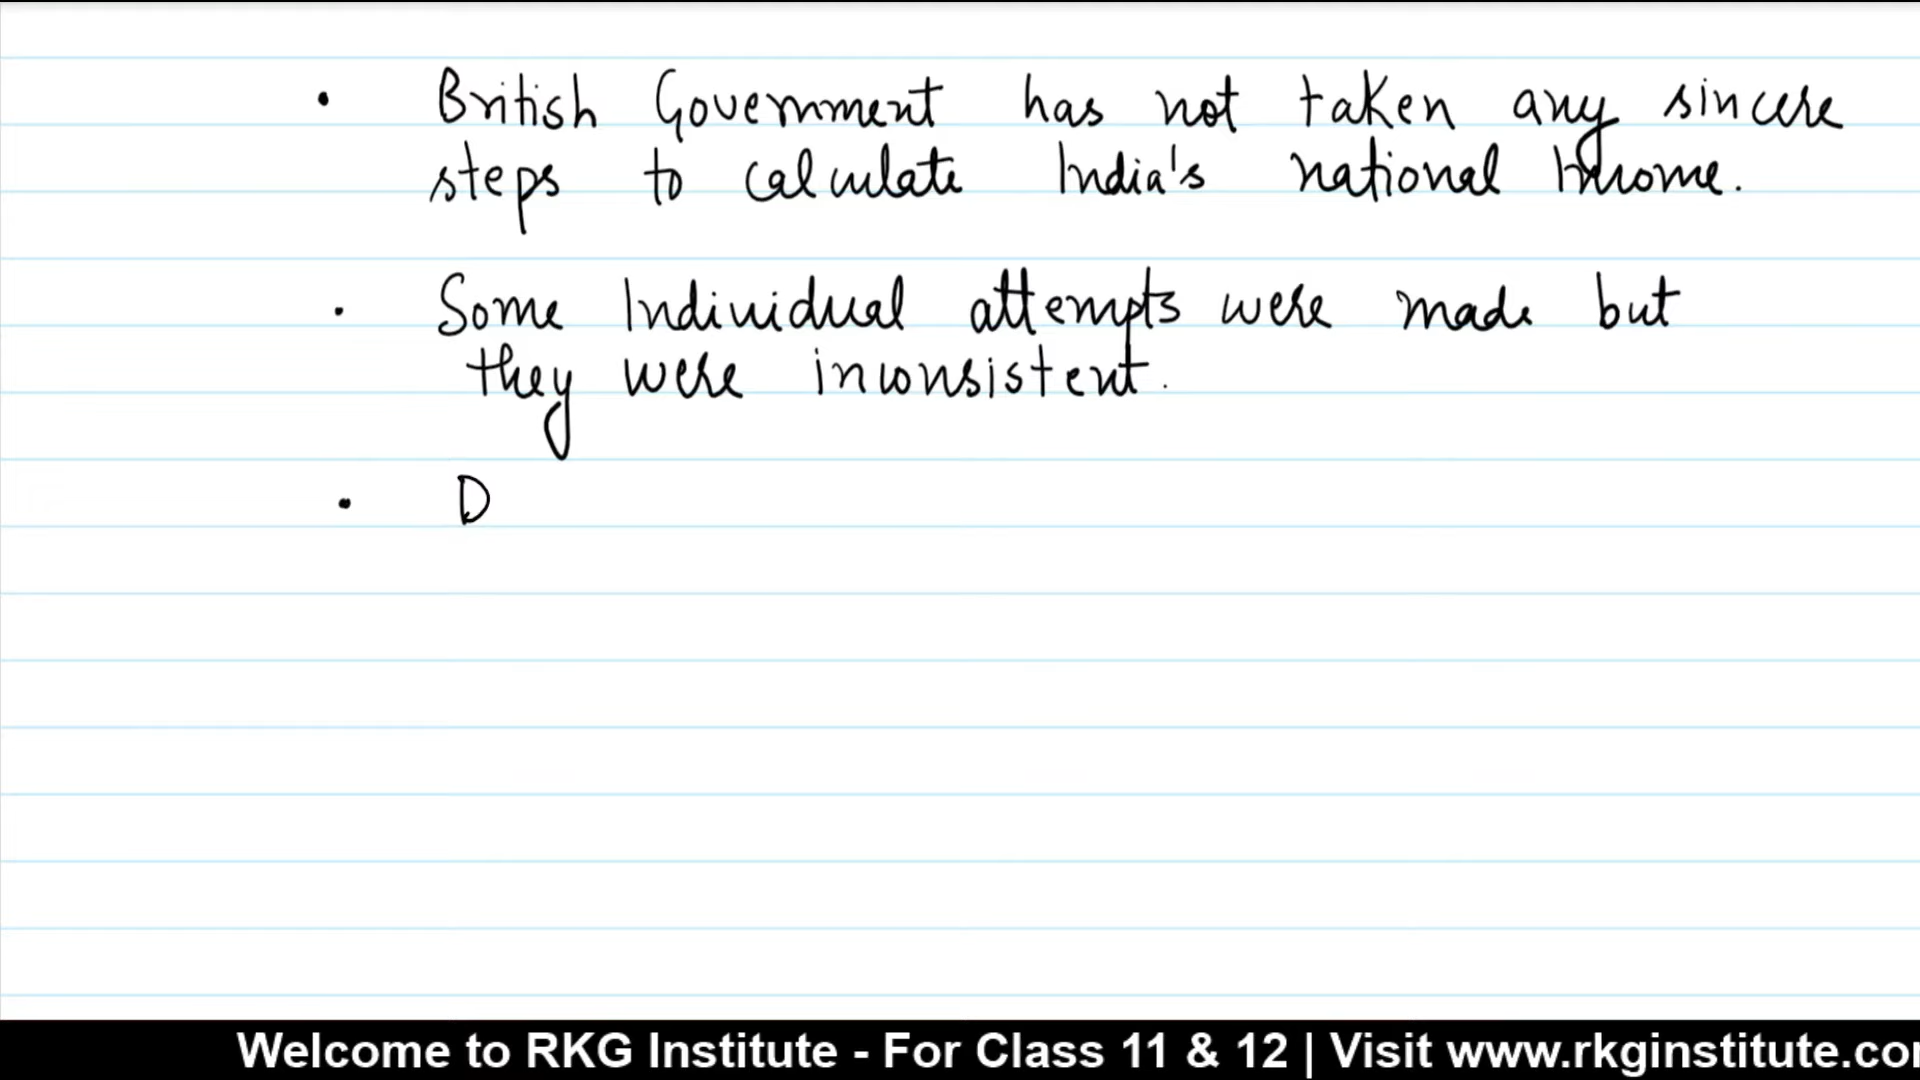 • British Government has not taken any sincere
steps to calculate India's national Income.
• Some Individual attempts were made but
they were inconsistent.
• D
Welcome to RKG Institute - For Class 11 & 12 | Visit www.rkginstitute.com